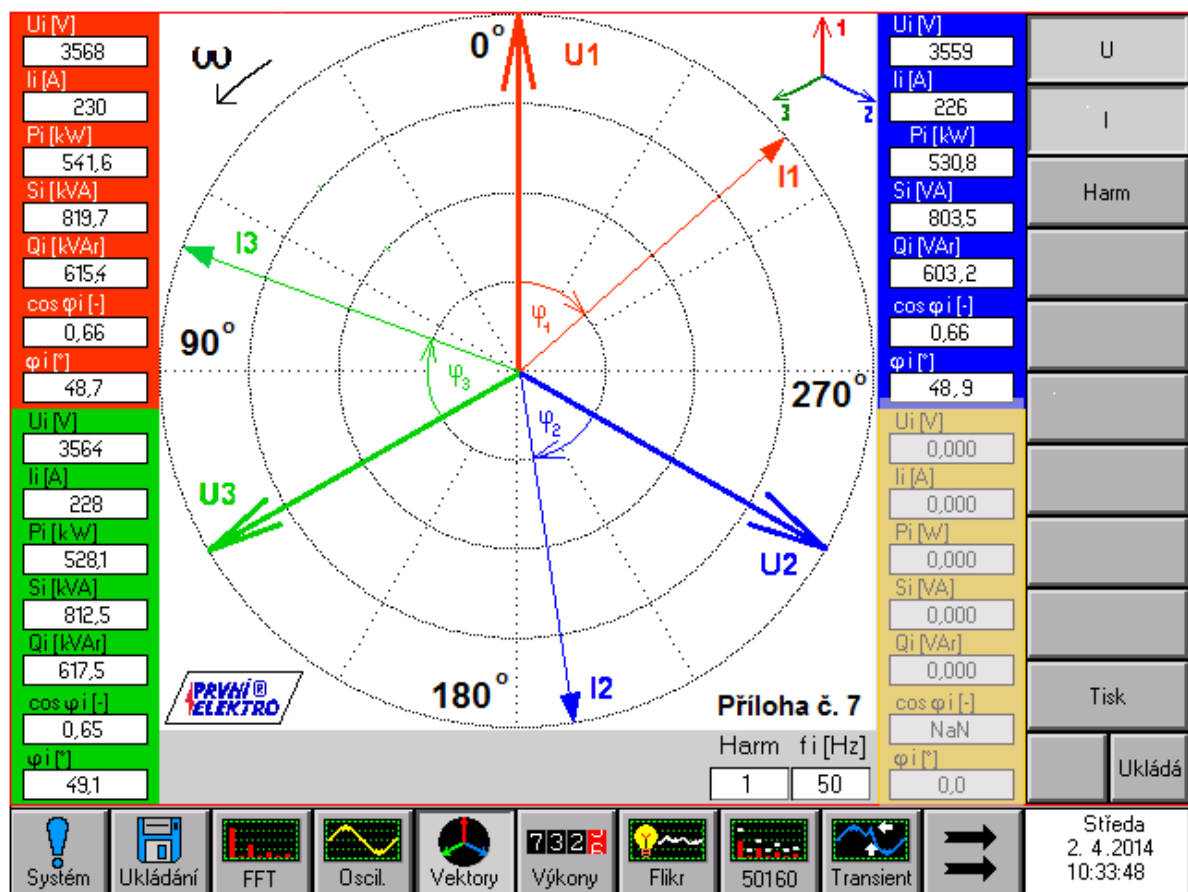 Ui [V]
3568
Ii [A]
230
Pi [kW]
541,6
Si [kVA]
819,7
Qi [kVAr]
615,4
cos φi [-]
0,66
φi [°]
48,7
Ui [V]
3564
Ii [A]
228
Pi [kW]
528,1
Si [kVA]
812,5
Qi [kVAr]
617,5
cos φi [-]
0,65
φi [°]
49,1
ω
0°
U1
1
3
2
I1
I3
φ1
90°
φ3
270°
φ2
U3
U2
180°
I2
PRVNÍ ®
ELEKTRO
Příloha č. 7
Harm fi [Hz]
1 50
Ui [V]
3559
Ii [A]
226
Pi [kW]
530,8
Si [VA]
803,5
Qi [VAr]
603,2
cos φi [-]
0,66
φi [°]
48,9
Ui [V]
0,000
Ii [A]
0,000
Pi [W]
0,000
Si [VA]
0,000
Qi [VAr]
0,000
cos φi [-]
NaN
φi [°]
0,0
U
I
Harm
Tisk
Ukládá
Systém
Ukládání
FFT
Oscil.
Vektory
732
Výkony
Flikr
50160
Transient
Středa
2. 4.2014
10:33:48